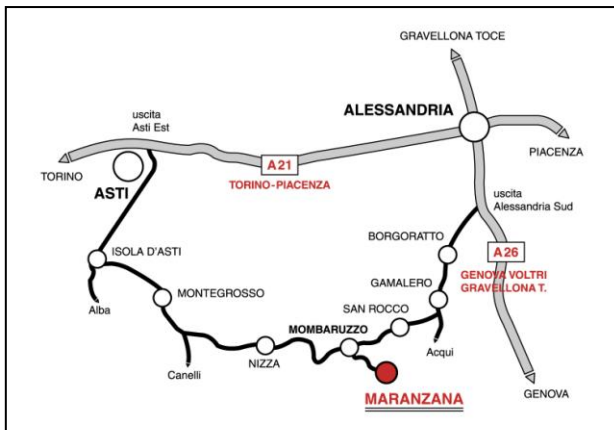 GRAVELLONA TOCE
ALESSANDRIA
uscita
Asti Est
PIACENZA
TORINO
A21
TORINO-PIACENZA
ASTI
uscita
Alessandria Sud
BORGORATTO
A26
ISOLA D'ASTI
GENOVA VOLTRI
GRAVELLONA T.
GAMALERO
MONTEGROSSO
Alba
SAN ROCCO
MOMBARUZZO
Acqui
NIZZA
Canelli
GENOVA
MARANZANA